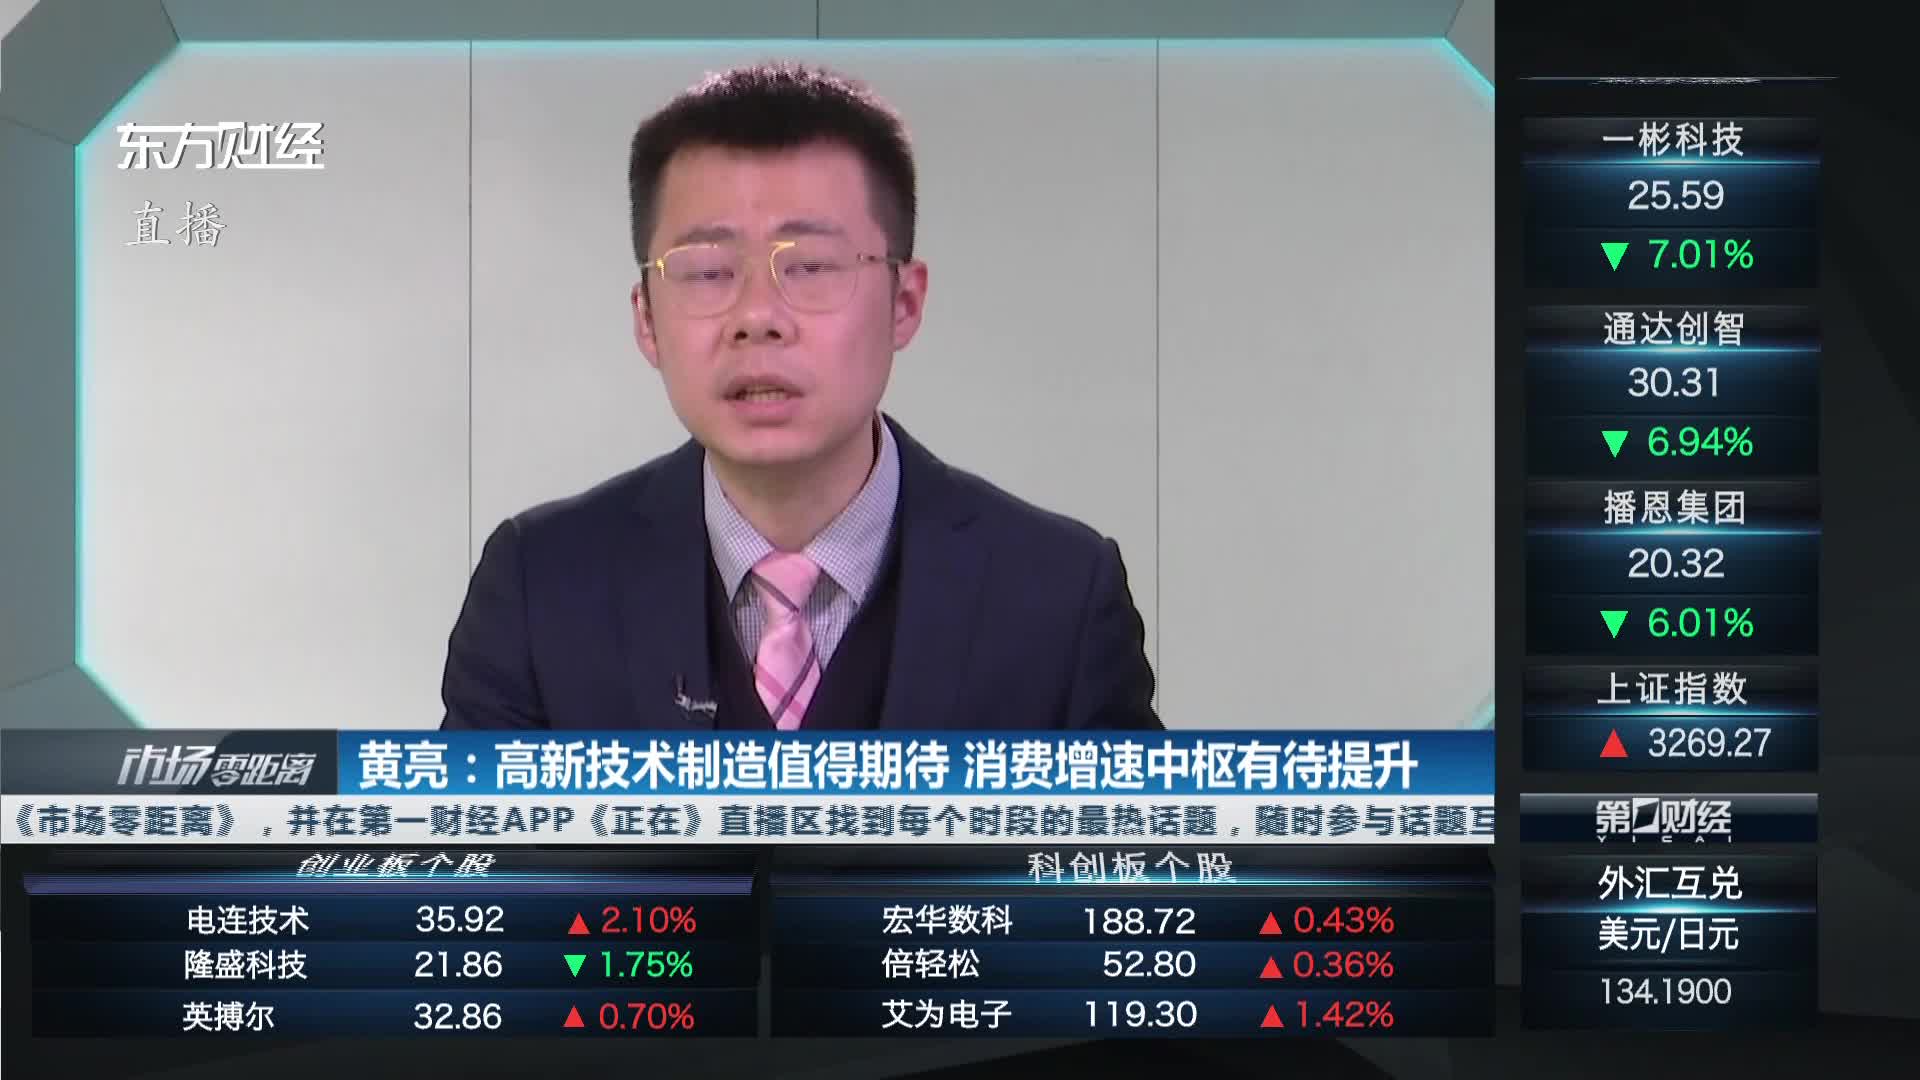 东方财经
直播
一彬科技
25.59
▼ 7.01%
通达创智
30.31
▼ 6.94%
播恩集团
20.32
▼ 6.01%
上证指数
▲ 3269.27
第一财经
YICAI
外汇互兑
美元/日元
134.1900
市场零距离
黄亮：高新技术制造值得期待 消费增速中枢有待提升
《市场零距离》，并在第一财经APP《正在》直播区找到每个时段的最热话题，随时参与话题互
创业板个股
电连技术 35.92 ▲ 2.10%
隆盛科技 21.86 ▼ 1.75%
英搏尔 32.86 ▲ 0.70%
科创板个股
宏华数科 188.72 ▲ 0.43%
倍轻松 52.80 ▲ 0.36%
艾为电子 119.30 ▲ 1.42%